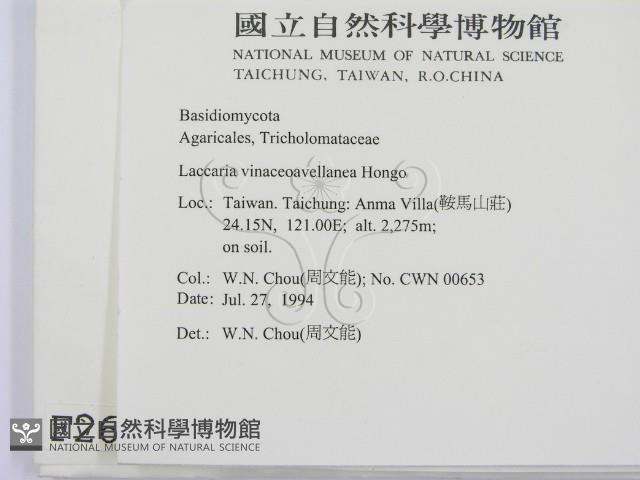 國立自然科學博物館
NATIONAL MUSEUM OF NATURAL SCIENCE
TAICHUNG, TAIWAN, R.O.CHINA
Basidiomycota
Agaricales, Tricholomataceae
Laccaria vinaceoavellanea Hongo
Loc.: Taiwan. Taichung: Anma Villa(鞍馬山莊)
24.15N, 121.00E; alt. 2,275m;
on soil.
Col.: W.N. Chou(周文能); No. CWN 00653
Date: Jul. 27, 1994
Det.: W.N. Chou(周文能)
F26
國立自然科學博物館
NATIONAL MUSEUM OF NATURAL SCIENCE